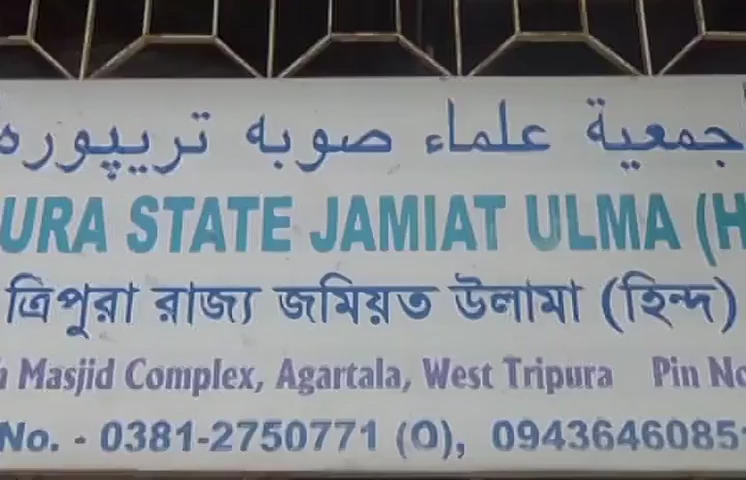 جمعية علماء صوبه تريپوره
URA STATE JAMIAT ULMA (H
ত্রিপুরা রাজ্য জমিয়ত উলামা (হিন্দ)
Masjid Complex, Agartala, West Tripura Pin No
No. - 0381-2750771 (O), 0943646085